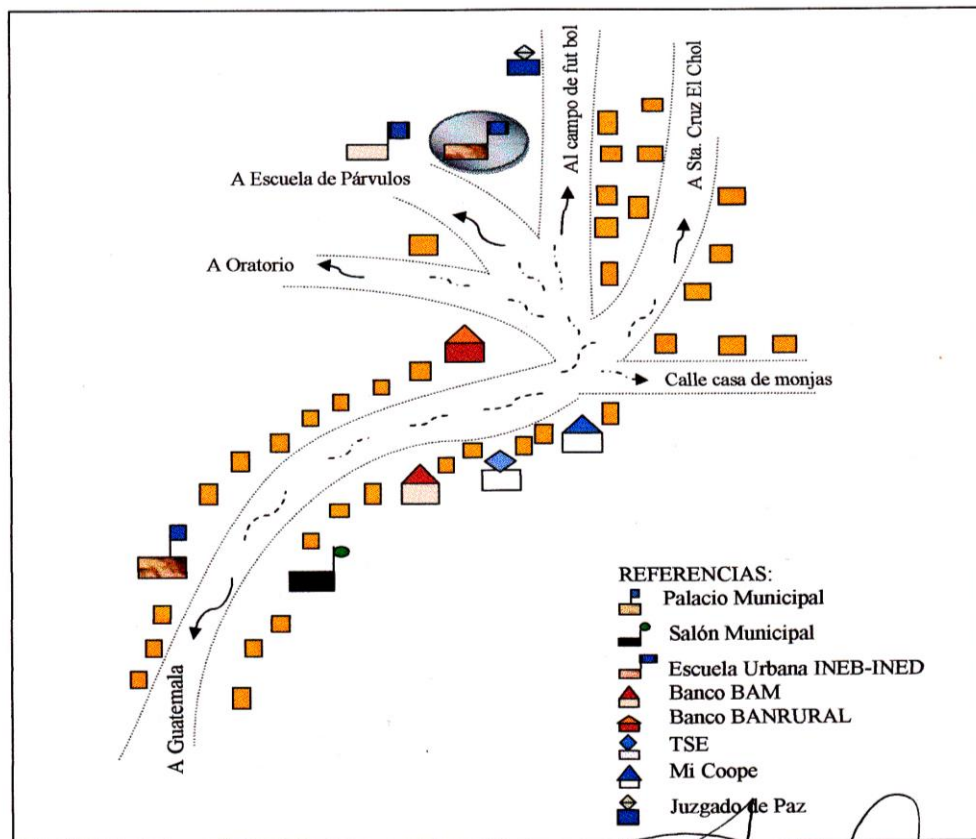 Al campo de fut bol
A Sta. Cruz El Chol
A Escuela de Párvulos
A Oratorio
Calle casa de monjas
A Guatemala
REFERENCIAS:
Palacio Municipal
Salón Municipal
Escuela Urbana INEB-INED
Banco BAM
Banco BANRURAL
TSE
Mi Coope
Juzgado de Paz